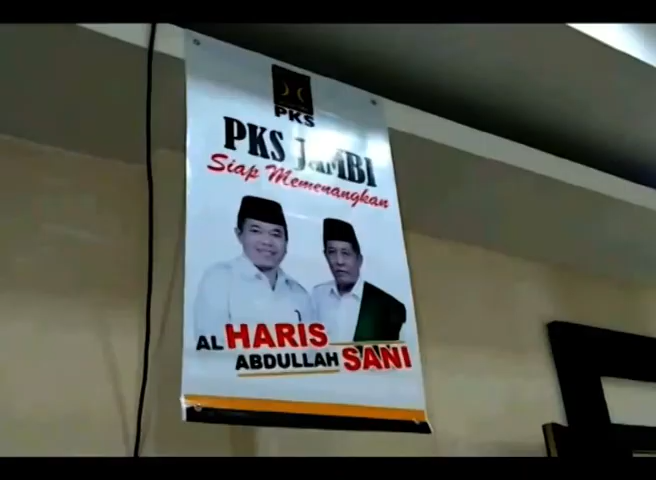 PKS
PKS JAMBI
Siap Memenangkan
AL HARIS
ABDULLAH SANI